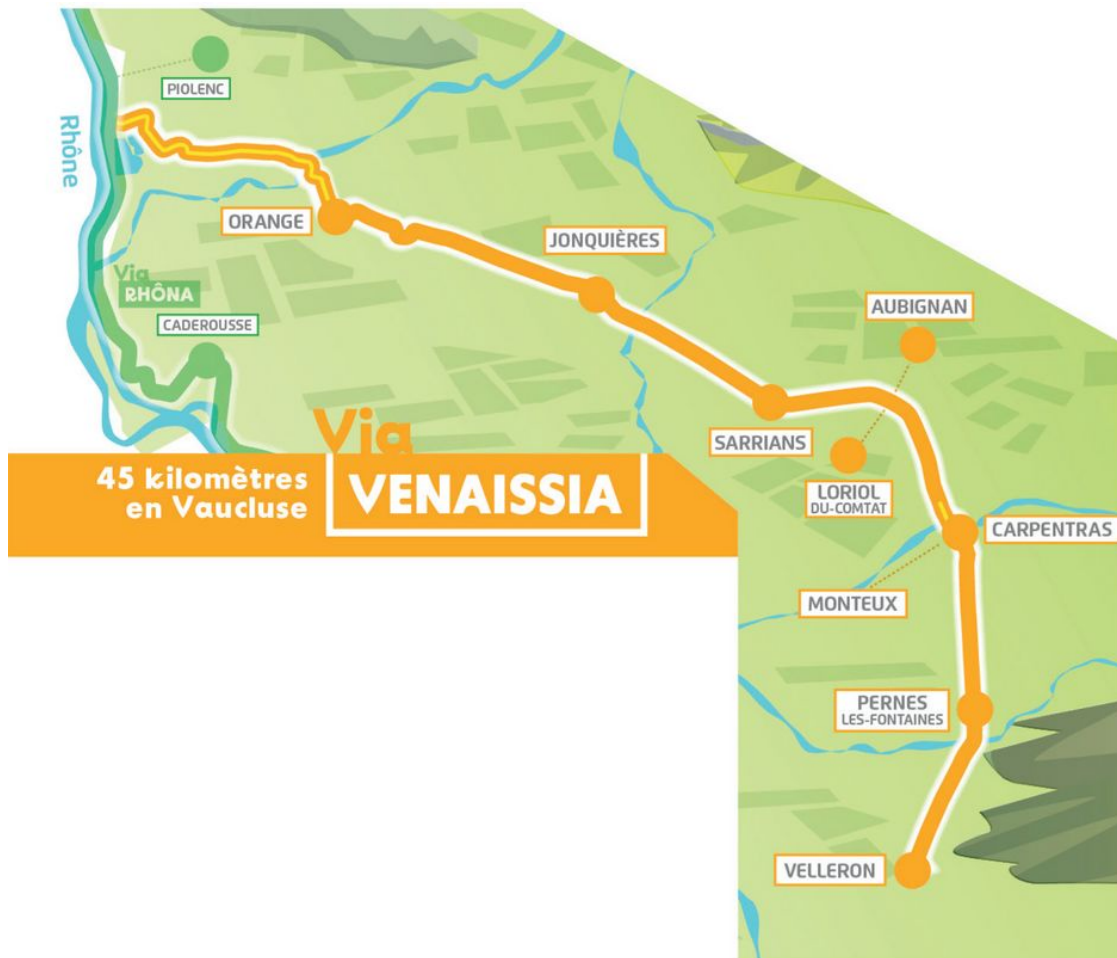 PIOLENC
Rhône
ORANGE
JONQUIÈRES
Via
RHÔNA
CADEROUSSE
AUBIGNAN
SARRIANS
LORIOL
DU-COMTAT
Via
VENAISSIA
45 kilomètres
en Vaucluse
CARPENTRAS
MONTEUX
PERNES
LES-FONTAINES
VELLERON